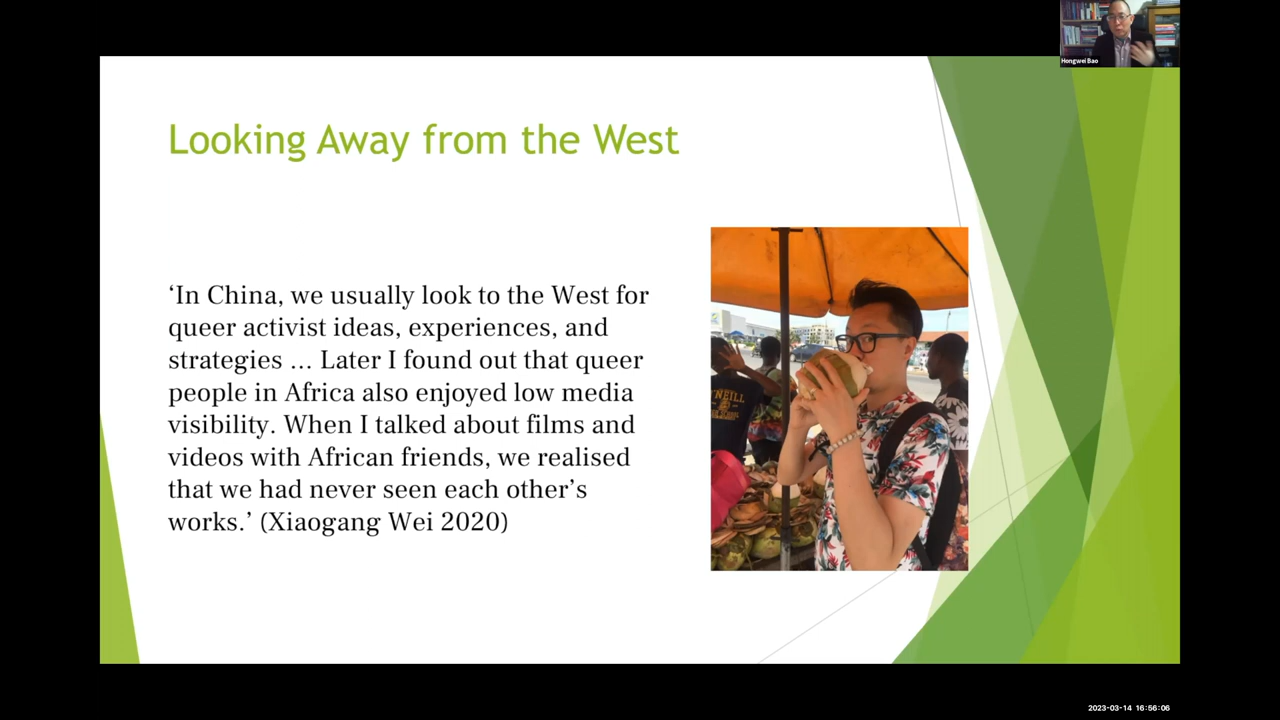 Hongwei Bao
Looking Away from the West
‘In China, we usually look to the West for
queer activist ideas, experiences, and
strategies … Later I found out that queer
people in Africa also enjoyed low media
visibility. When I talked about films and
videos with African friends, we realised
that we had never seen each other’s
works.’ (Xiaogang Wei 2020)
2023-03-14 16:56:06